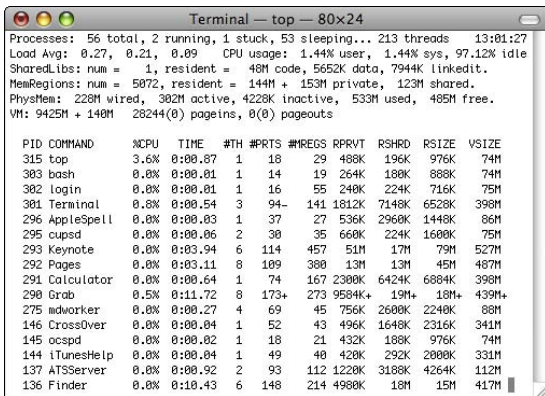 Terminal — top — 80×24
Processes:  56 total, 2 running, 1 stuck, 53 sleeping... 213 threads    13:01:27
Load Avg:  0.27,  0.21,  0.09    CPU usage:  1.44% user,  1.44% sys, 97.12% idle
SharedLibs: num =    1, resident =   48M code, 5652K data, 7944K linkedit.
MemRegions: num =  5072, resident =  144M +  153M private,  123M shared.
PhysMem:  228M wired,  302M active, 4228K inactive,  533M used,  485M free.
VM: 9425M + 140M   28244(0) pageins, 0(0) pageouts
PID COMMAND      %CPU   TIME   #TH #PRTS #MREGS RPRVT  RSHRD  RSIZE  VSIZE
315 top          3.6%  0:00.87   1    18     29   488K   196K   976K    74M
303 bash         0.0%  0:00.01   1    14     19   264K   180K   888K    74M
302 login        0.0%  0:00.01   1    16     55   240K   224K   716K    75M
301 Terminal     0.8%  0:00.54   3    94-   141  1812K  7148K  6528K   398M
296 AppleSpell   0.0%  0:00.03   1    37     27   536K  2960K  1448K    86M
295 cupsd        0.0%  0:00.06   2    30     35   660K   224K  1600K    75M
293 Keynote      0.0%  0:03.94   6   114    457    51M    17M    79M   527M
292 Pages        0.0%  0:03.11   8   109    380    13M    13M    45M   487M
291 Calculator   0.0%  0:00.64   1    74    167  2300K  6424K  6884K   398M
290 Grab         0.5%  0:11.72   8   173+   273  9584K+   19M+   18M+  439M+
275 mdworker     0.0%  0:00.27   4    69     45   756K  2600K  2240K    88M
146 CrossOver    0.0%  0:00.04   1    52     43   496K  1648K  2316K   341M
145 ocspd        0.0%  0:00.02   1    18     21   432K   188K   976K    74M
144 iTunesHelp   0.0%  0:00.04   1    49     40   420K   292K  2000K   331M
137 ATSServer    0.0%  0:00.92   2    93    112  1220K  3188K  4264K   112M
136 Finder       0.0%  0:10.43   6   148    214  4980K    18M    15M   417M